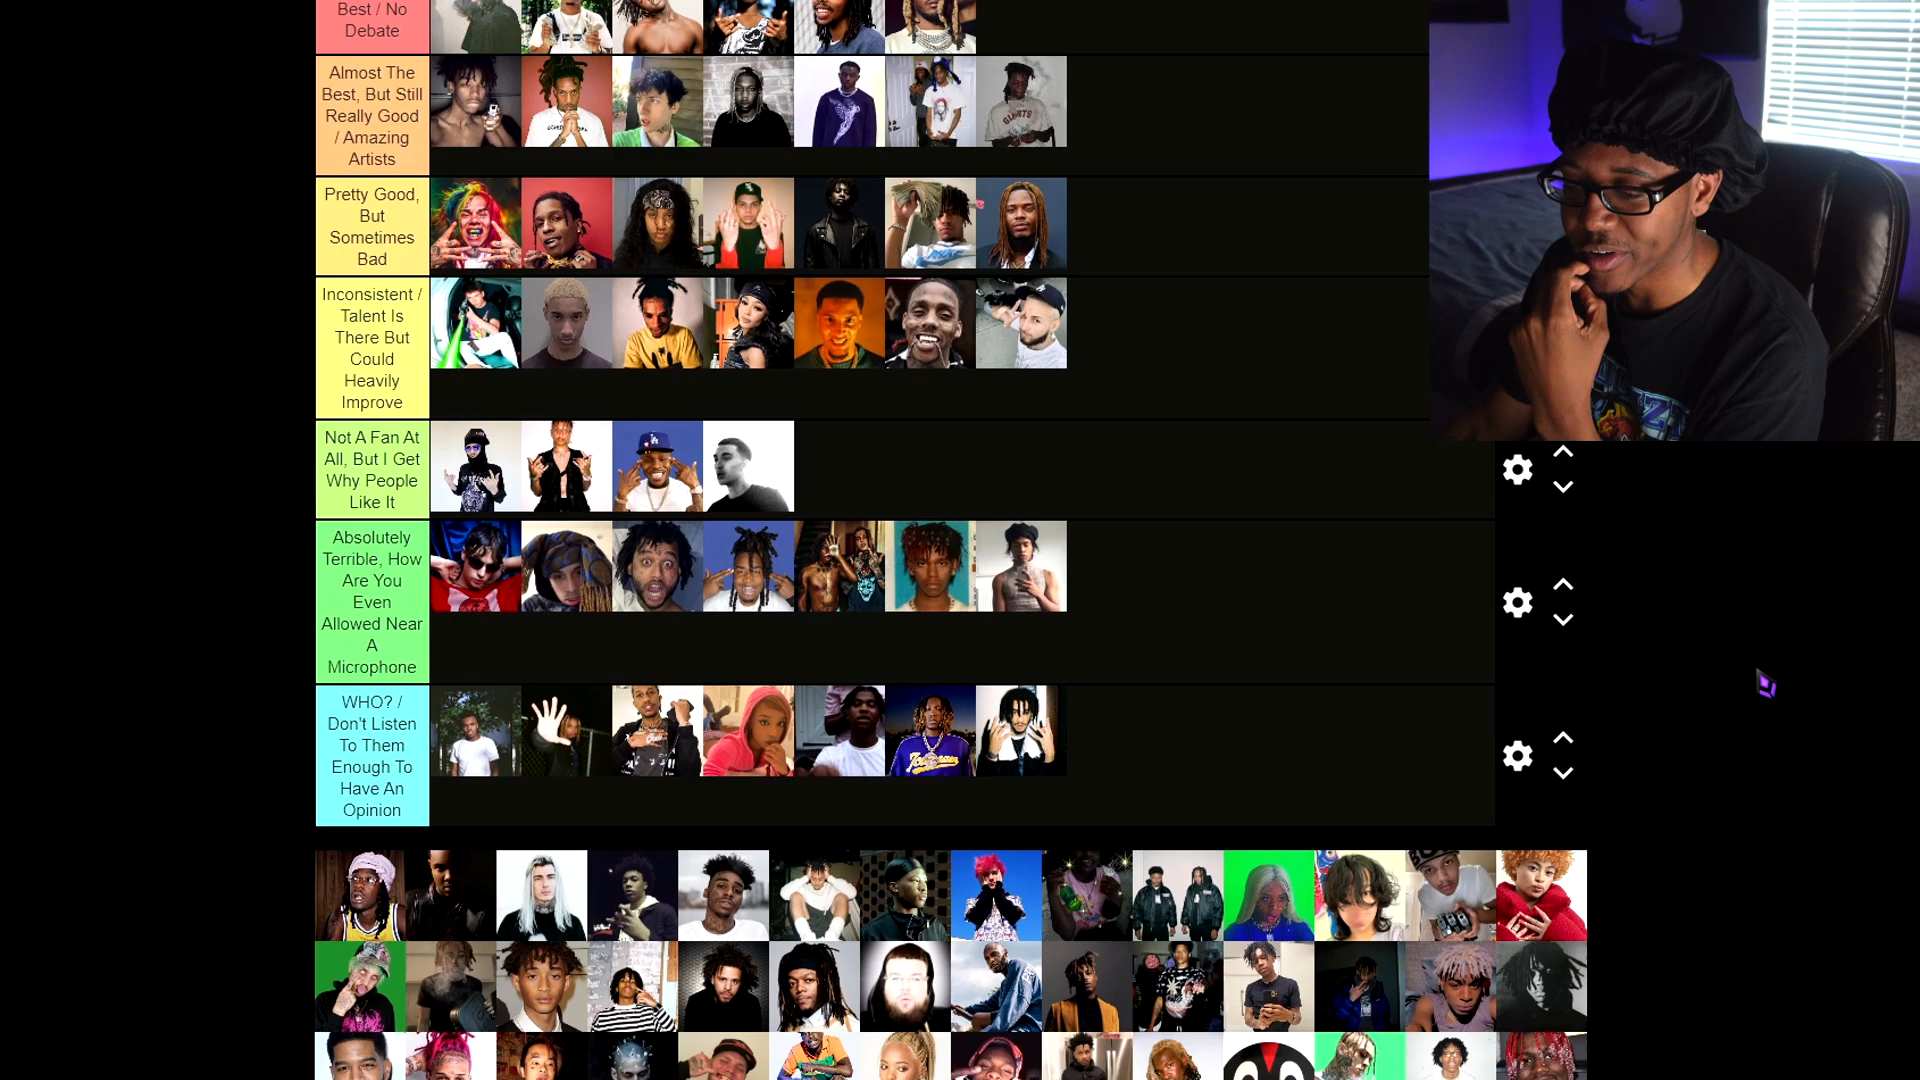 Best / No
Debate
Almost The
Best, But Still
Really Good
/ Amazing
Artists
Pretty Good,
But
Sometimes
Bad
Inconsistent /
Talent Is
There But
Could
Heavily
Improve
Not A Fan At
All, But I Get
Why People
Like It
Absolutely
Terrible, How
Are You
Even
Allowed Near
A
Microphone
WHO? /
Don't Listen
To Them
Enough To
Have An
Opinion